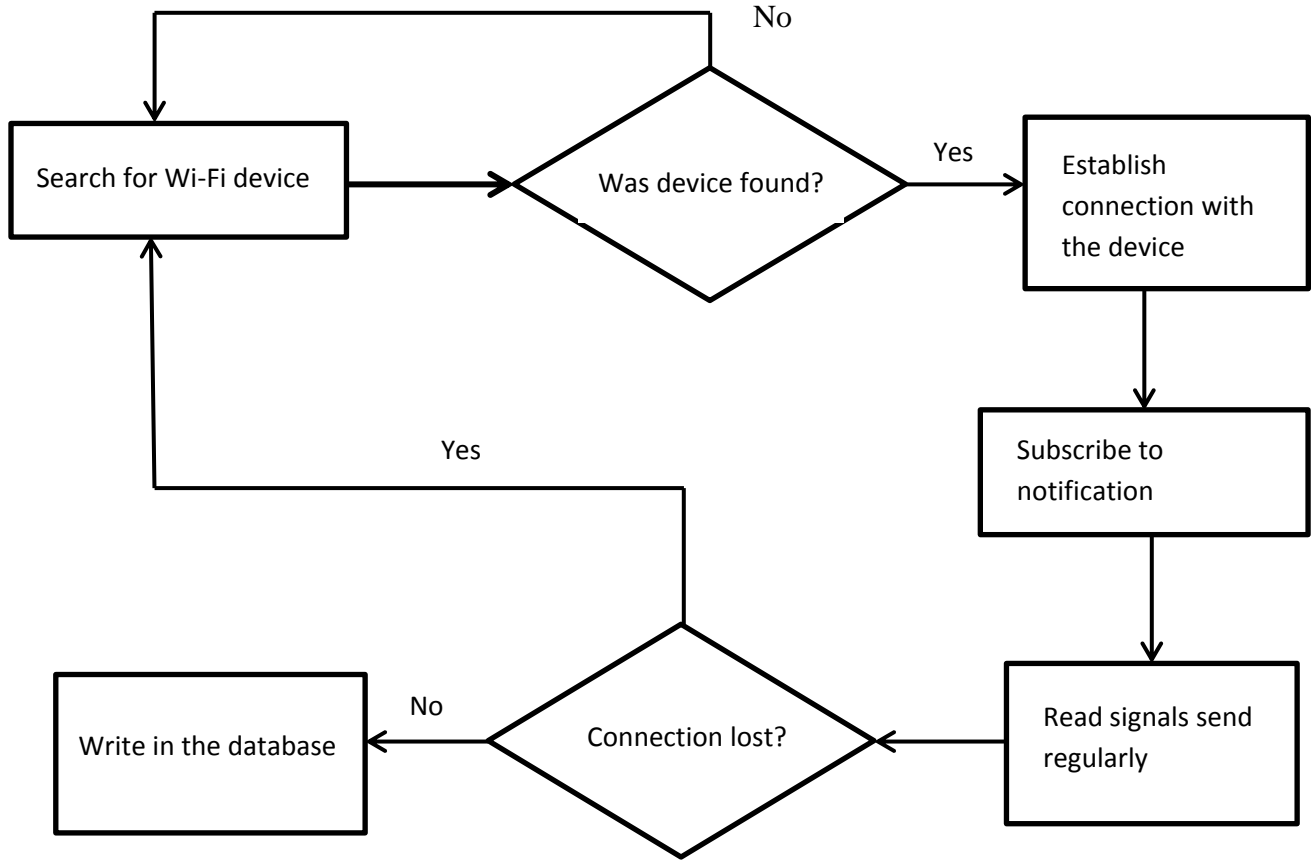 No
Search for Wi-Fi device
Was device found?
Yes
Establish
connection with
the device
Yes
Subscribe to
notification
Write in the database
No
Connection lost?
Read signals send
regularly